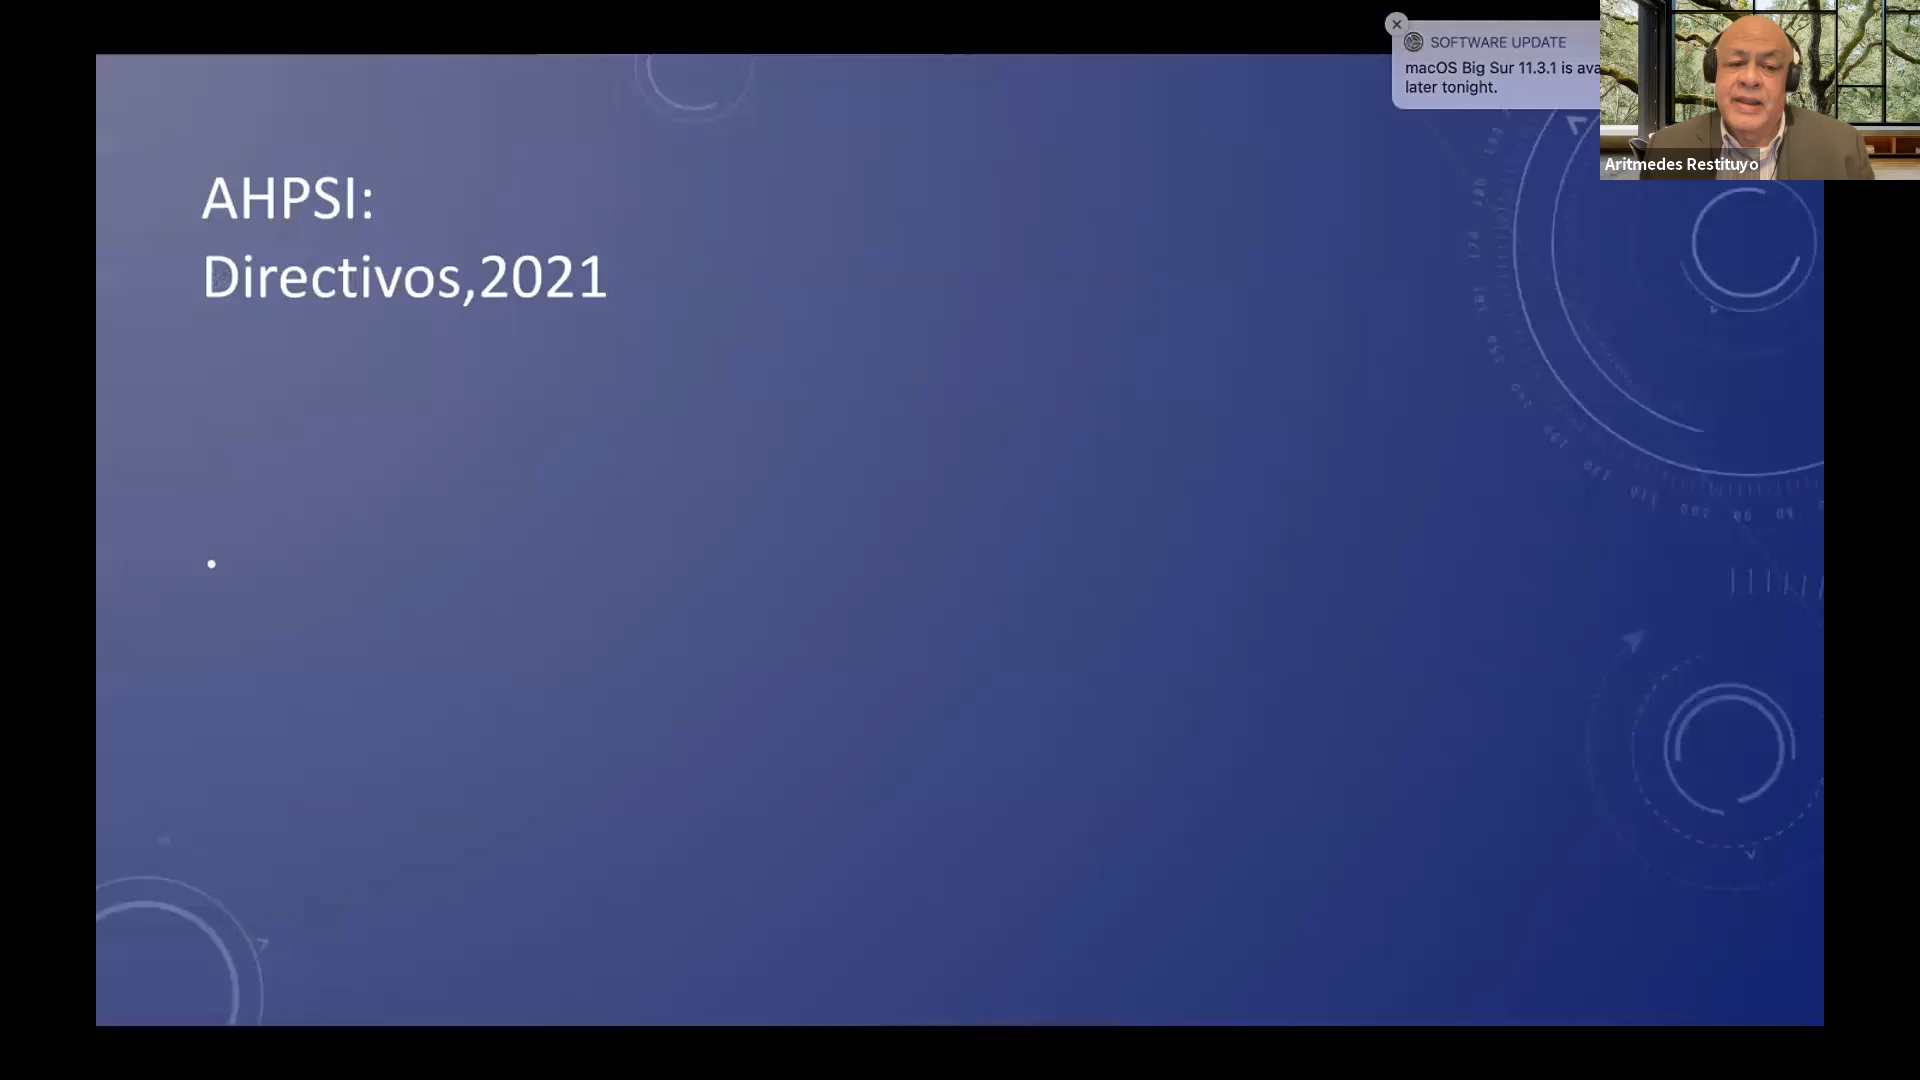 AHPSI:
Directivos,2021
•
SOFTWARE UPDATE
macOS Big Sur 11.3.1 is ava
later tonight.
Aritmedes Restituyo